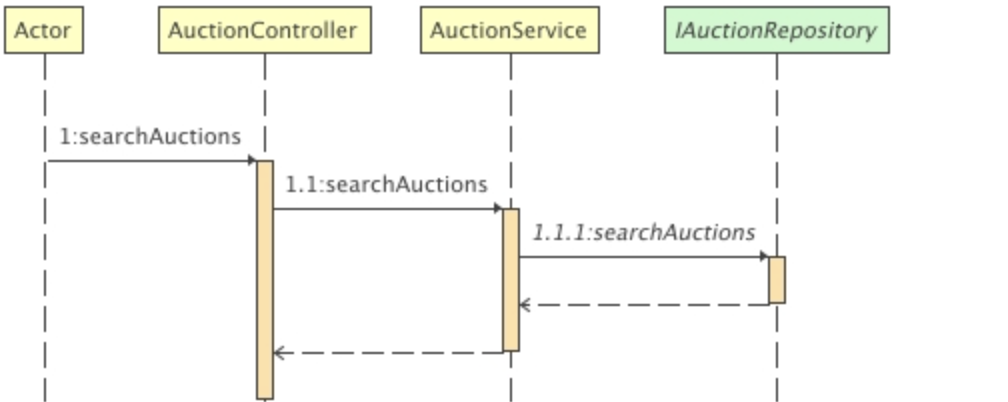 Actor
AuctionController
AuctionService
IAuctionRepository
1:searchAuctions
1.1:searchAuctions
1.1.1:searchAuctions